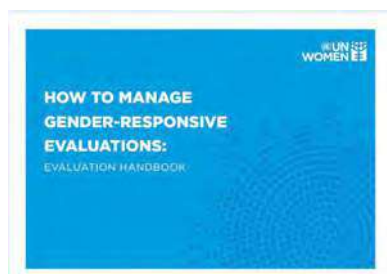 UN
WOMEN
HOW TO MANAGE
GENDER-RESPONSIVE
EVALUATIONS:
EVALUATION HANDBOOK